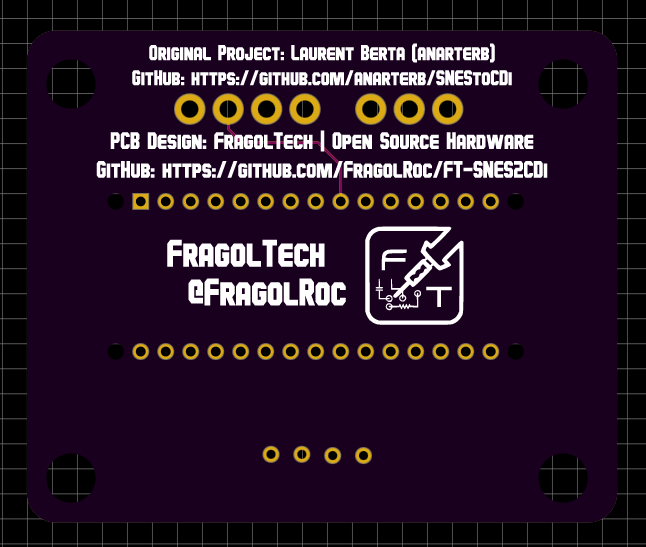 Original Project: Laurent Berta (anarterb)
GitHub: https://github.com/anarterb/SNEStoCDi
PCB Design: FragolTech | Open Source Hardware
GitHub: https://github.com/FragolRoc/FT-SNES2CDi
FragolTech
@FragolRoc
F
T